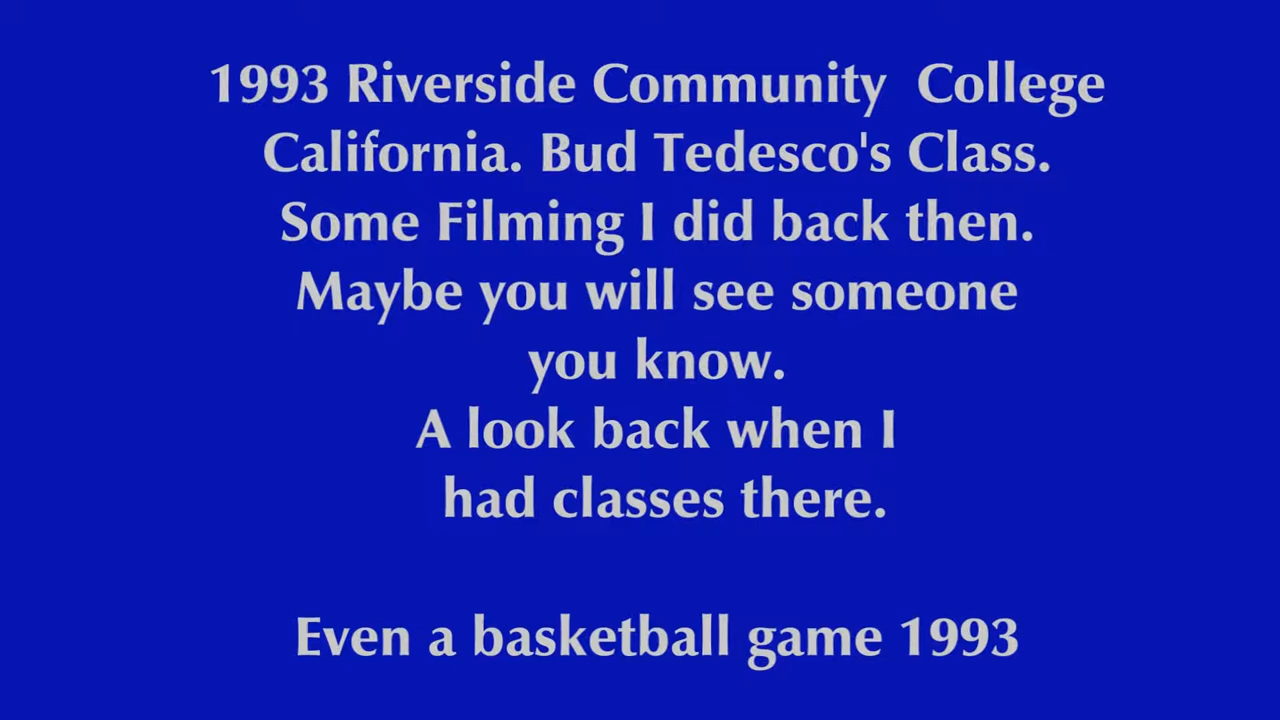 1993 Riverside Community  College
California. Bud Tedesco's Class.
Some Filming I did back then.
Maybe you will see someone
you know.
A look back when I
had classes there.
Even a basketball game 1993